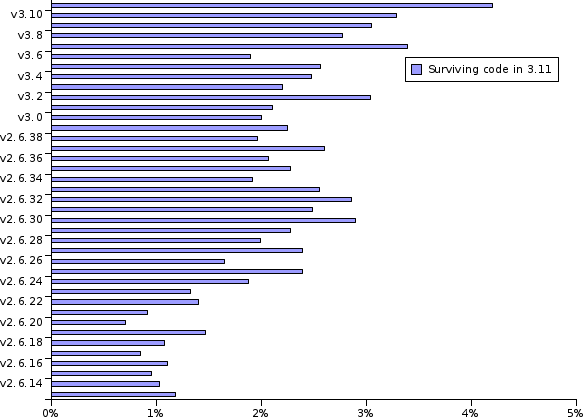 v3.10
v3.8
v3.6
Surviving code in 3.11
v3.4
v3.2
v3.0
v2.6.38
v2.6.36
v2.6.34
v2.6.32
v2.6.30
v2.6.28
v2.6.26
v2.6.24
v2.6.22
v2.6.20
v2.6.18
v2.6.16
v2.6.14
0% 1% 2% 3% 4% 5%